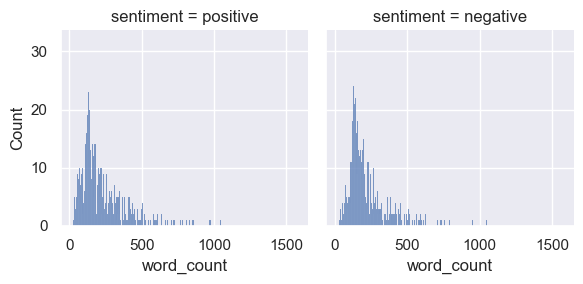 sentiment = positive
sentiment = negative
Count
30
20
10
0
0 500 1000 1500
0 500 1000 1500
word_count
word_count